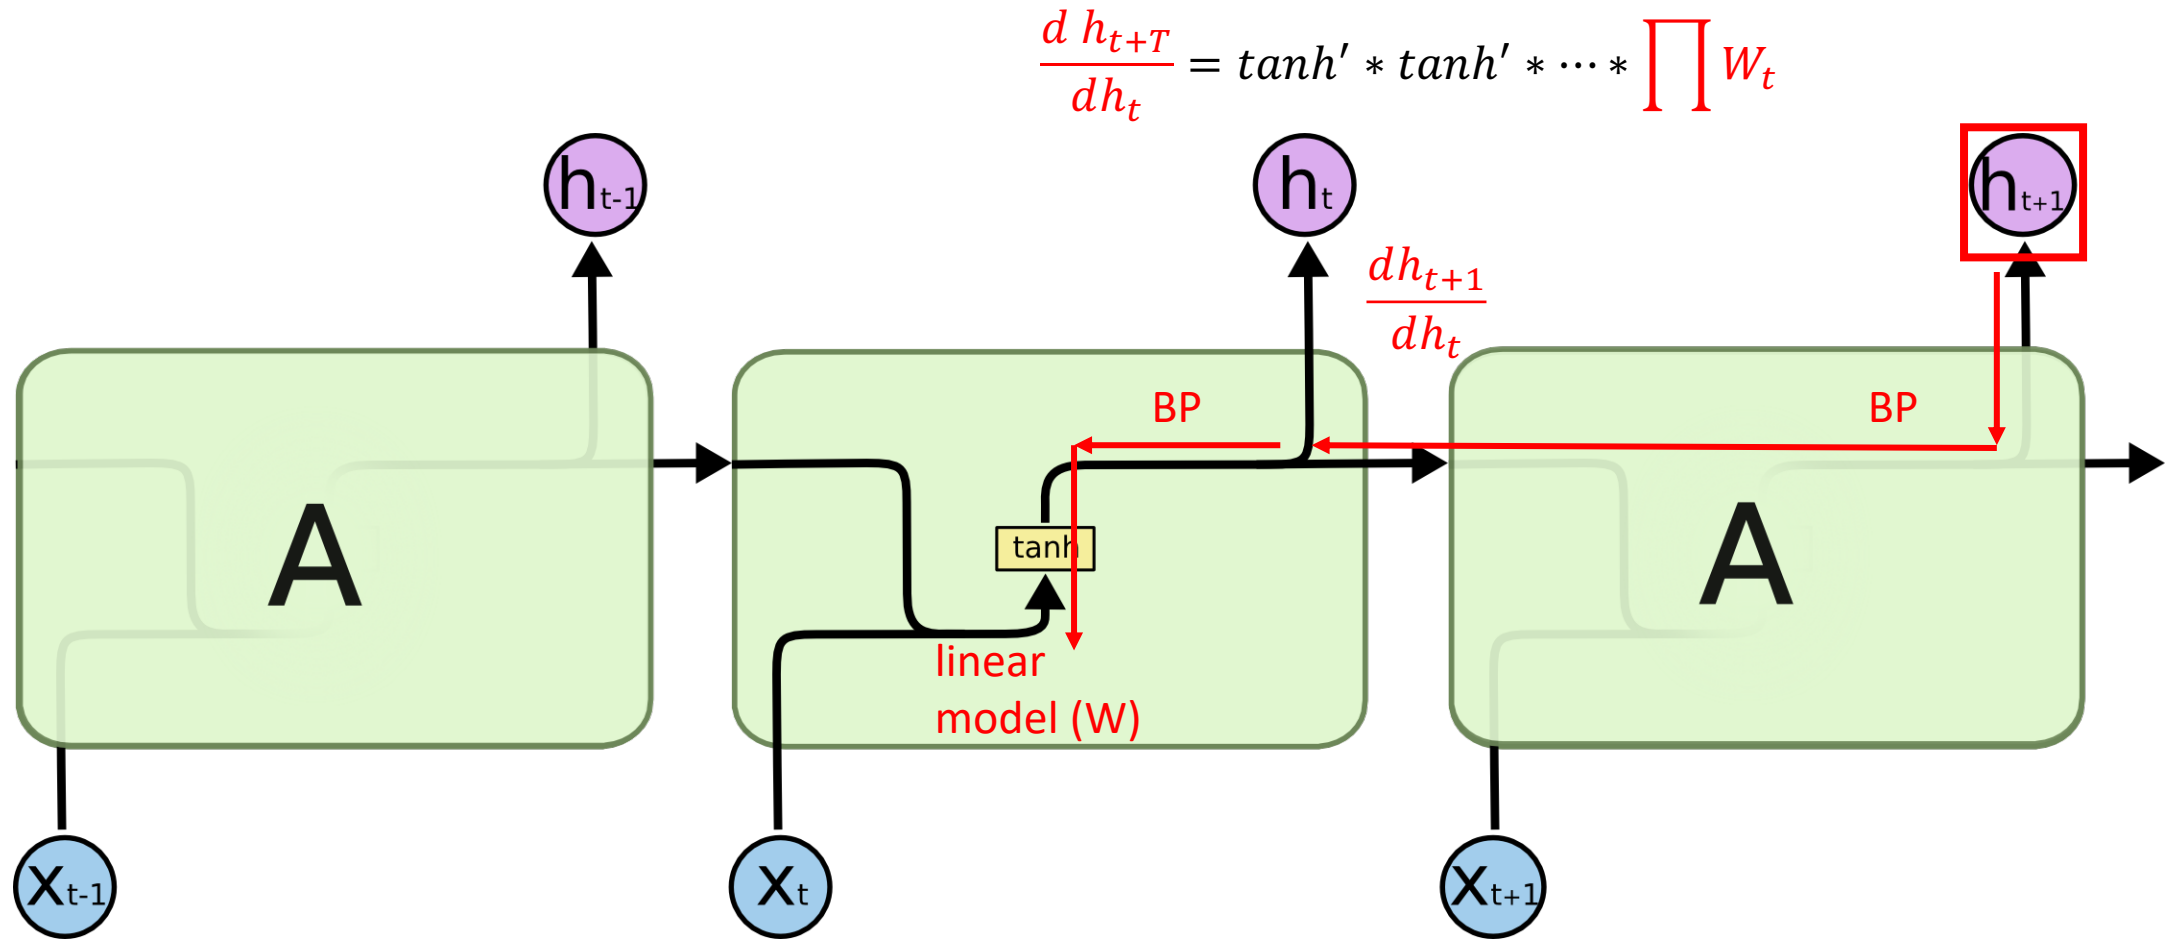 d h_{t+T} / dh_t = tanh′ ∗ tanh′ ∗ ⋯ ∗ ∏ W_t
h_{t-1}
h_t
h_{t+1}
dh_{t+1} / dh_t
BP
BP
A
tanh
A
linear
model (W)
x_{t-1}
x_t
x_{t+1}